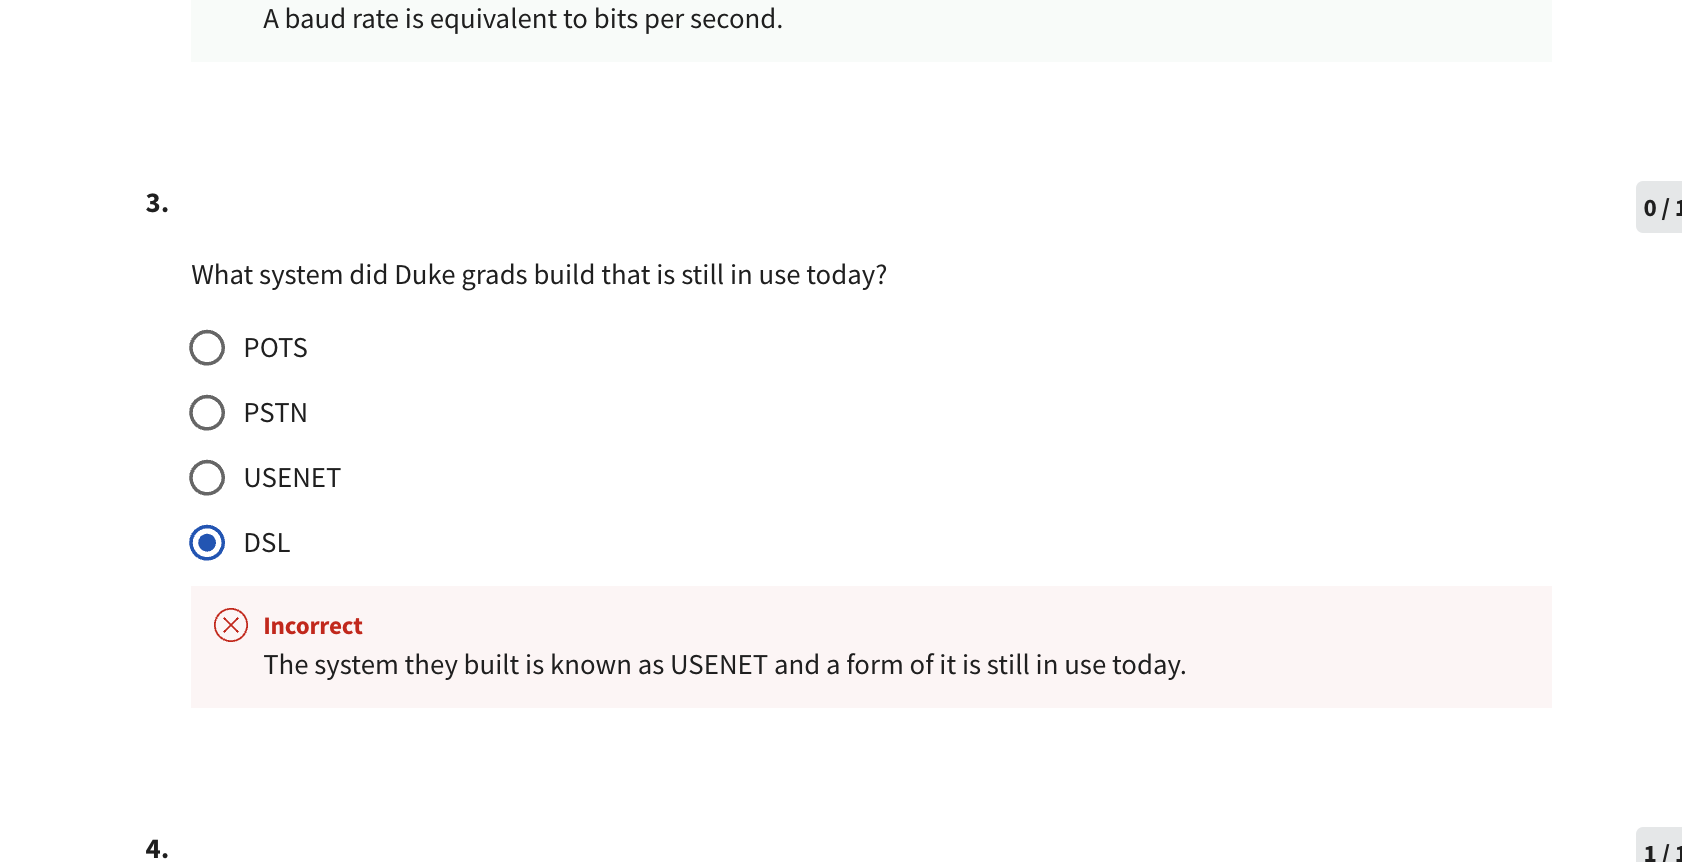 A baud rate is equivalent to bits per second.
3.
0 / 1
What system did Duke grads build that is still in use today?
POTS
PSTN
USENET
DSL
Incorrect
The system they built is known as USENET and a form of it is still in use today.
4.
1 / 1